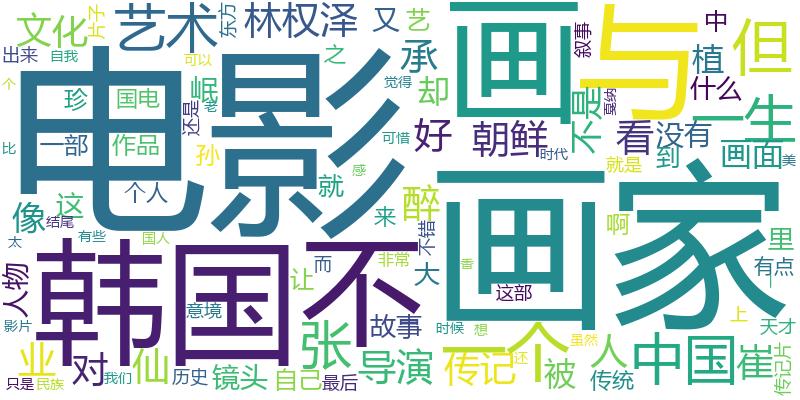 文化 片子 艺术 东方 林权泽 又 艺 叙事 中 但
出来 自我 电影 可以 之 承 画 与 植
个 珍 国电 岷 还是 老 觉得 却 戛纳 什么 一生
比 一部 作品 孙 可惜 好 朝鲜 不是 看 没有
个人 就 感 时代 就是 到 画面 美
像 这 结尾 来 醉 画家 啊 里
太 有些 国人 韩国 不 不错 有点
人物 意境 让 而 非常 大 香 这部 一
影片 故事 时候 想 上 天才
业 对 仙 张 导演 一个 虽然 人 中国 崔
只是 民族 我们 历史 镜头 自己 最后 传记 还 被 传统 传记片